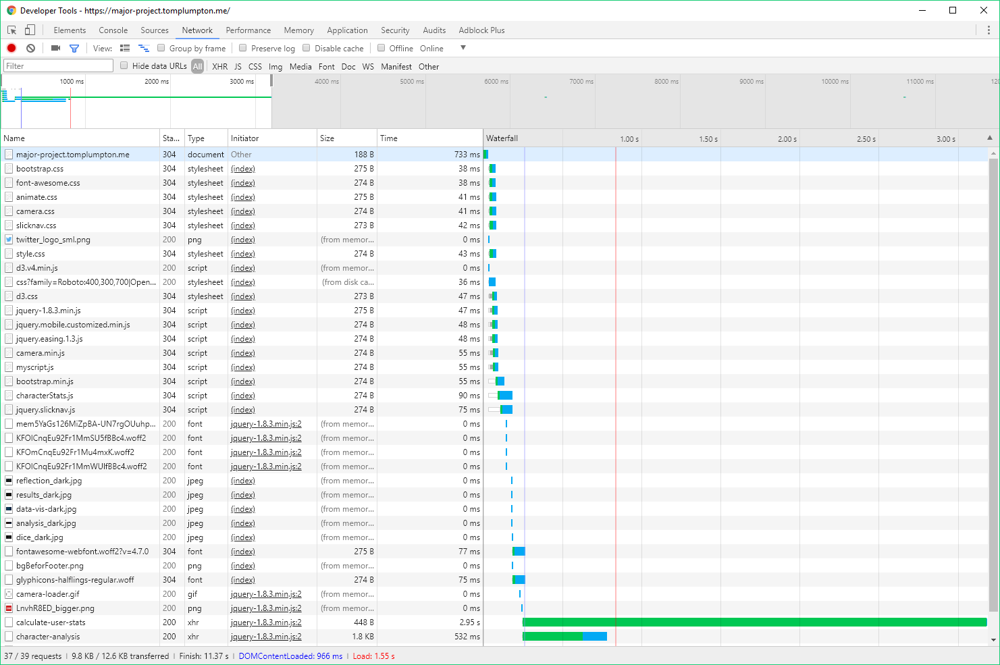 Developer Tools - https://major-project.tomplumpton.me/
Elements Console Sources Network Performance Memory Application Security Audits Adblock Plus
View: Group by frame Preserve log Disable cache Offline Online
Filter Hide data URLs All XHR JS CSS Img Media Font Doc WS Manifest Other
1000 ms 2000 ms 3000 ms 4000 ms 5000 ms 6000 ms 7000 ms 8000 ms 9000 ms 10000 ms 11000 ms 120
Name Sta... Type Initiator Size Time Waterfall 1.00 s 1.50 s 2.00 s 2.50 s 3.00 s
major-project.tomplumpton.me 304 document Other 188 B 733 ms
bootstrap.css 304 stylesheet (index) 275 B 38 ms
font-awesome.css 304 stylesheet (index) 274 B 38 ms
animate.css 304 stylesheet (index) 275 B 41 ms
camera.css 304 stylesheet (index) 274 B 41 ms
slicknav.css 304 stylesheet (index) 273 B 42 ms
twitter_logo_sml.png 200 png (index) (from memor... 0 ms
style.css 304 stylesheet (index) 274 B 43 ms
d3.v4.min.js 200 script (index) (from memor... 0 ms
css?family=Roboto:400,300,700|Open... 200 stylesheet (index) (from disk ca... 36 ms
d3.css 304 stylesheet (index) 273 B 47 ms
jquery-1.8.3.min.js 304 script (index) 275 B 47 ms
jquery.mobile.customized.min.js 304 script (index) 274 B 48 ms
jquery.easing.1.3.js 304 script (index) 274 B 48 ms
camera.min.js 304 script (index) 274 B 55 ms
myscript.js 304 script (index) 274 B 55 ms
bootstrap.min.js 304 script (index) 274 B 55 ms
characterStats.js 304 script (index) 274 B 90 ms
jquery.slicknav.js 304 script (index) 274 B 75 ms
mem5YaGs126MiZpBA-UN7rgOUuhp... 200 font jquery-1.8.3.min.js:2 (from memor... 0 ms
KFOlCnqEu92Fr1MmSU5fBBc4.woff2 200 font jquery-1.8.3.min.js:2 (from memor... 0 ms
KFOmCnqEu92Fr1Mu4mxK.woff2 200 font jquery-1.8.3.min.js:2 (from memor... 0 ms
KFOlCnqEu92Fr1MmWUlfBBc4.woff2 200 font jquery-1.8.3.min.js:2 (from memor... 0 ms
reflection_dark.jpg 200 jpeg (index) (from memor... 0 ms
results_dark.jpg 200 jpeg (index) (from memor... 0 ms
data-vis-dark.jpg 200 jpeg (index) (from memor... 0 ms
analysis_dark.jpg 200 jpeg (index) (from memor... 0 ms
dice_dark.jpg 200 jpeg (index) (from memor... 0 ms
fontawesome-webfont.woff2?v=4.7.0 304 font (index) 275 B 77 ms
bgBeforFooter.png 200 png (index) (from memor... 0 ms
glyphicons-halflings-regular.woff 304 font (index) 274 B 75 ms
camera-loader.gif 200 gif jquery-1.8.3.min.js:2 (from memor... 0 ms
LnvhR8ED_bigger.png 200 png jquery-1.8.3.min.js:2 (from memor... 0 ms
calculate-user-stats 200 xhr jquery-1.8.3.min.js:2 448 B 2.95 s
character-analysis 200 xhr jquery-1.8.3.min.js:2 1.8 KB 532 ms
37 / 39 requests | 9.8 KB / 12.6 KB transferred | Finish: 11.37 s | DOMContentLoaded: 966 ms | Load: 1.55 s